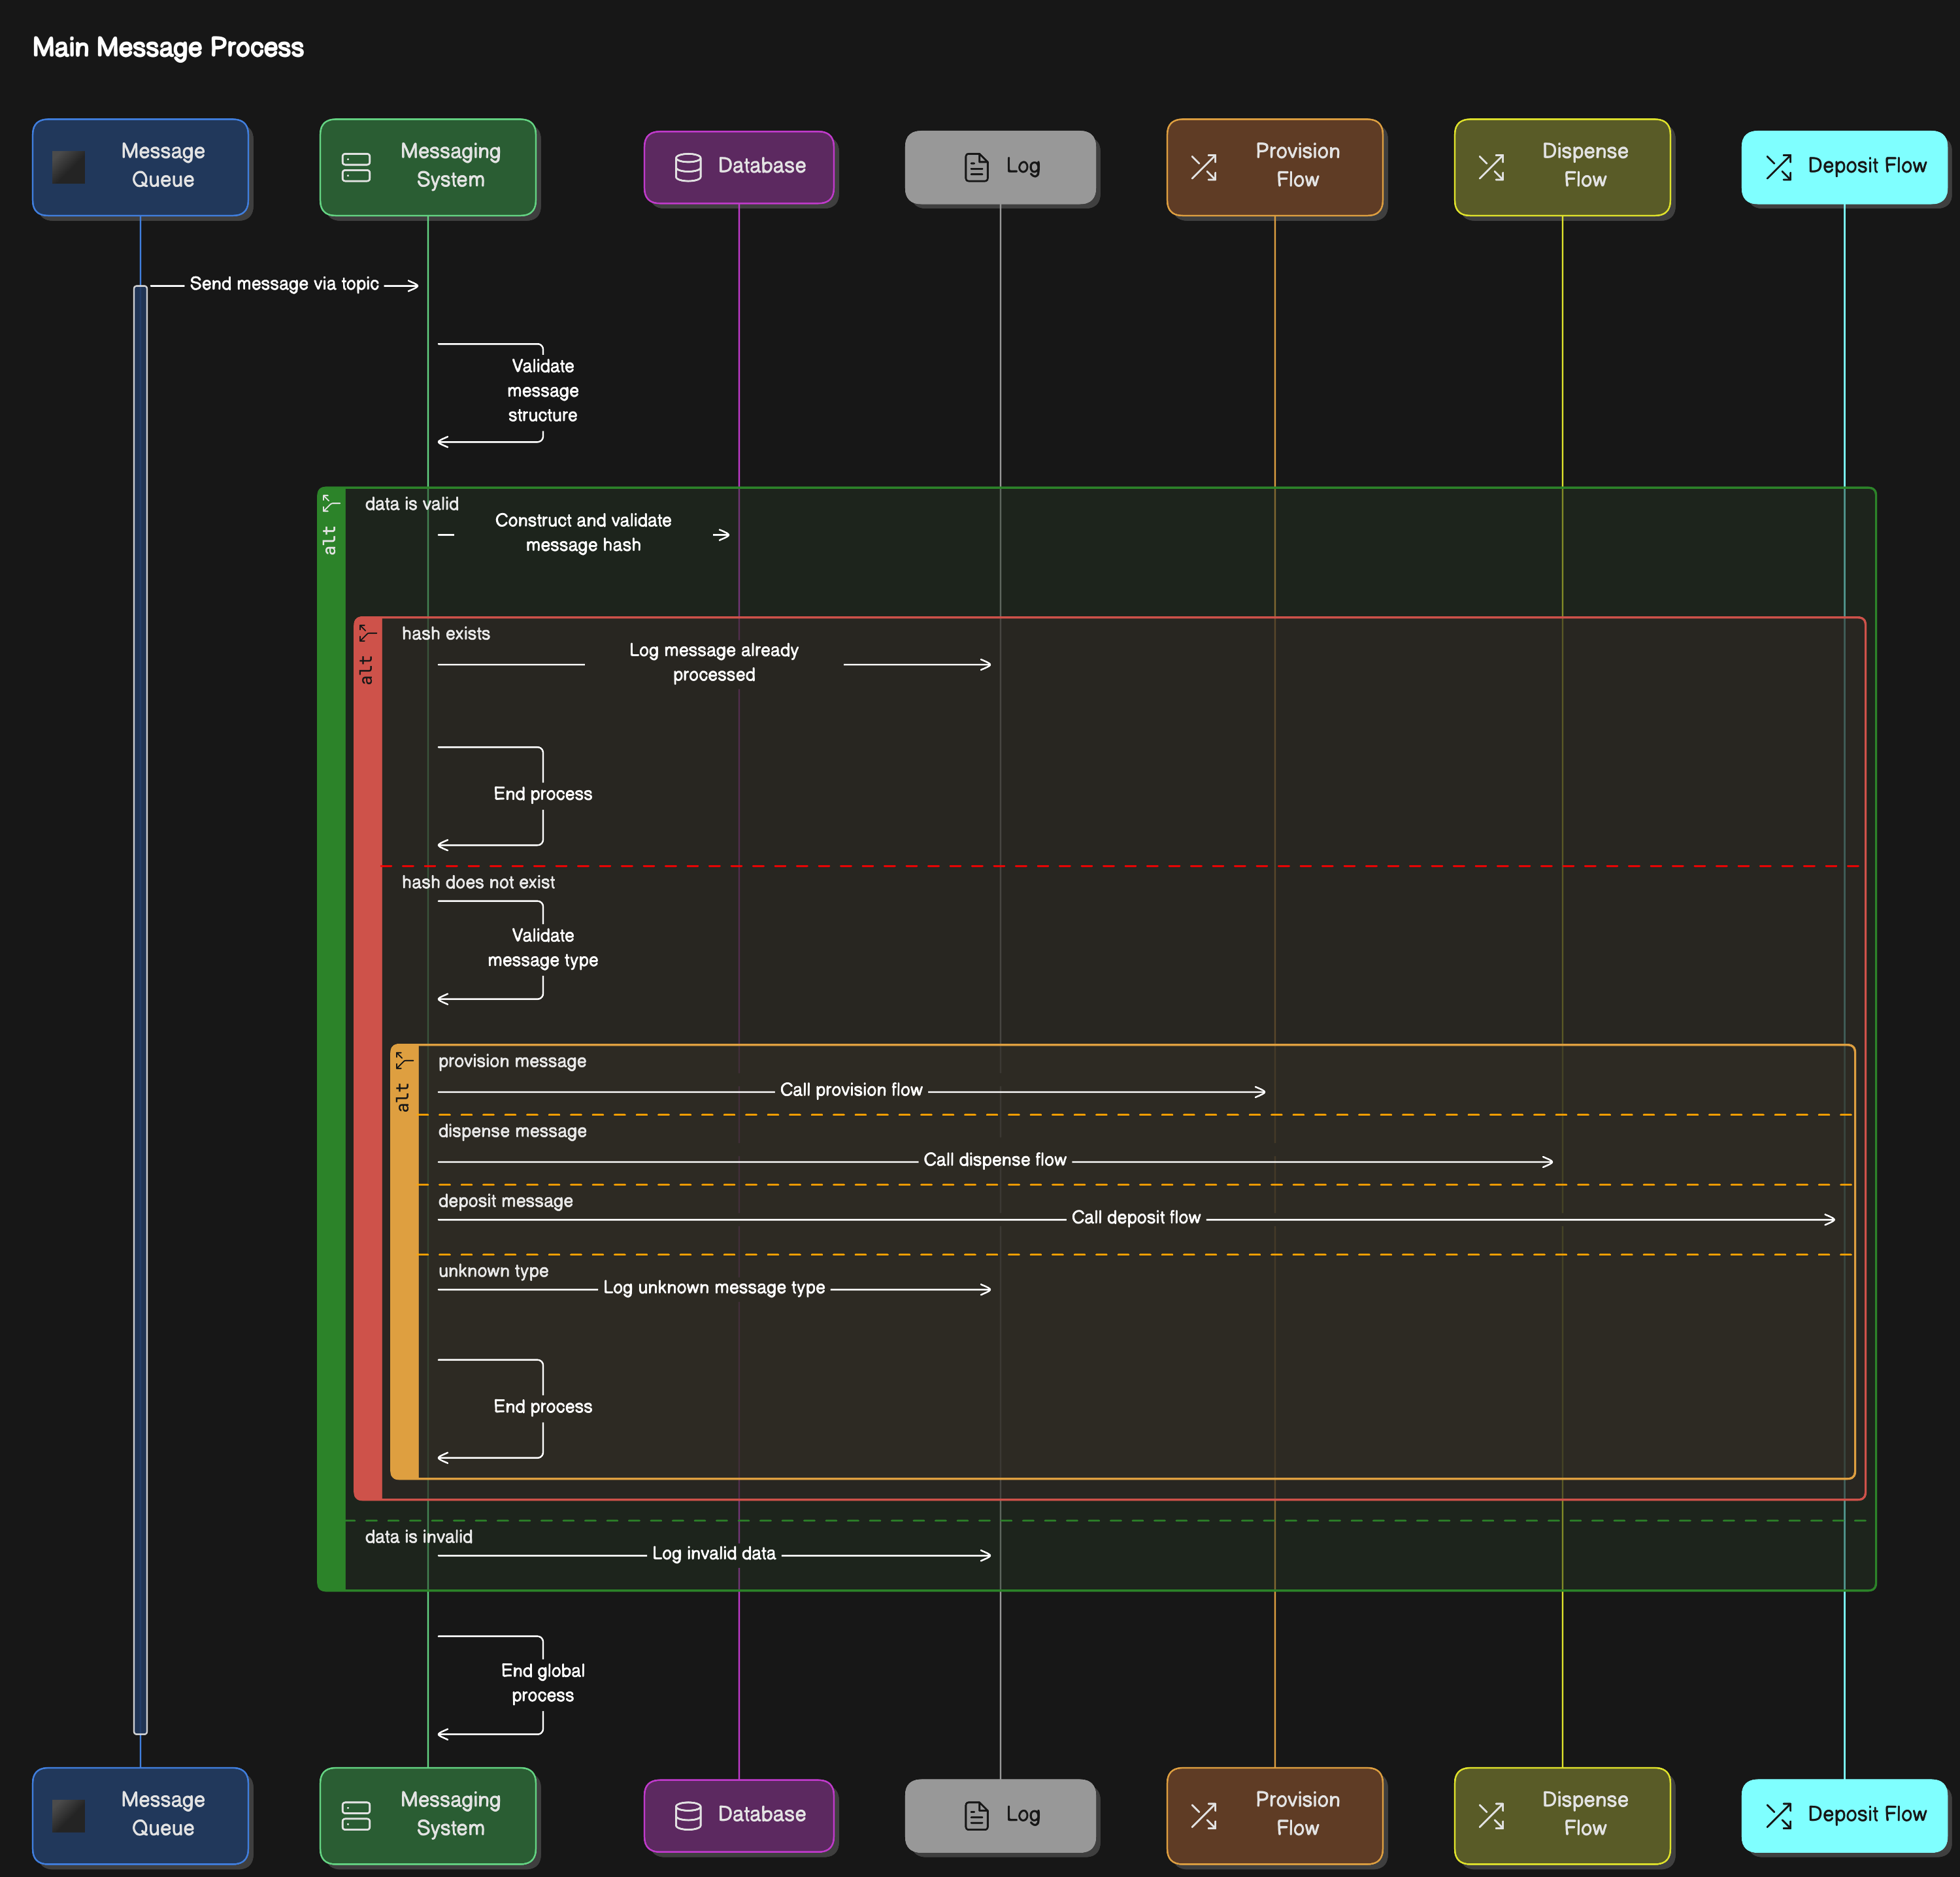 Main Message Process
Message
Queue
Messaging
System
Database
Log
Provision
Flow
Dispense
Flow
Deposit Flow
Send message via topic
Validate
message
structure
alt
data is valid
Construct and validate
message hash
alt
hash exists
Log message already
processed
End process
hash does not exist
Validate
message type
alt
provision message
Call provision flow
dispense message
Call dispense flow
deposit message
Call deposit flow
unknown type
Log unknown message type
End process
data is invalid
Log invalid data
End global
process
Message
Queue
Messaging
System
Database
Log
Provision
Flow
Dispense
Flow
Deposit Flow